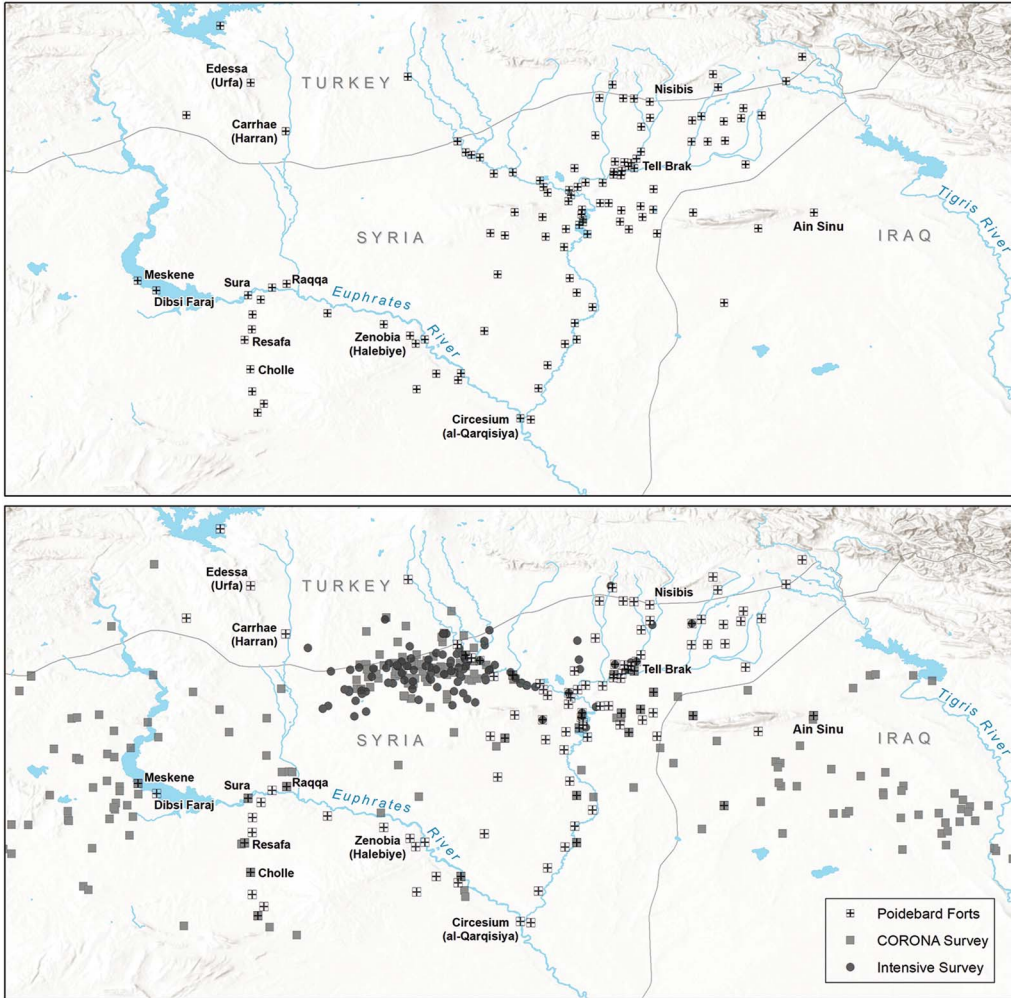 Edessa
(Urfa)
TURKEY
Nisibis
Carrhae
(Harran)
Tell Brak
Tigris River
SYRIA
Ain Sinu
IRAQ
Meskene
Dibsi Faraj
Sura
Raqqa
Euphrates River
Resafa
Zenobia
(Halebiye)
Cholle
Circesium
(al-Qarqisiya)
Edessa
(Urfa)
TURKEY
Nisibis
Carrhae
(Harran)
Tell Brak
Tigris River
SYRIA
Ain Sinu
IRAQ
Meskene
Dibsi Faraj
Sura
Raqqa
Euphrates River
Resafa
Zenobia
(Halebiye)
Cholle
Circesium
(al-Qarqisiya)
Poidebard Forts
CORONA Survey
Intensive Survey